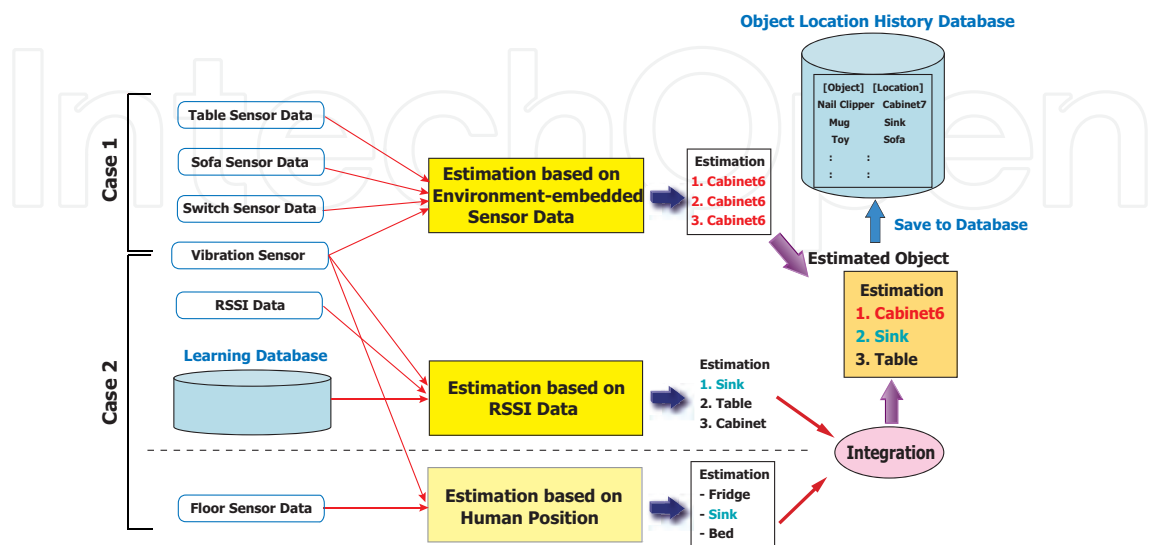 IntechOpen
Object Location History Database
[Object] [Location]
Nail Clipper Cabinet7
Mug Sink
Toy Sofa
: :
: :
Save to Database
Case 1
Table Sensor Data
Sofa Sensor Data
Switch Sensor Data
Vibration Sensor
Estimation based on
Environment-embedded
Sensor Data
Estimation
1. Cabinet6
2. Cabinet6
3. Cabinet6
Estimated Object
Estimation
1. Cabinet6
2. Sink
3. Table
Case 2
RSSI Data
Learning Database
Estimation based on
RSSI Data
Estimation
1. Sink
2. Table
3. Cabinet
Integration
Floor Sensor Data
Estimation based on
Human Position
Estimation
- Fridge
- Sink
- Bed